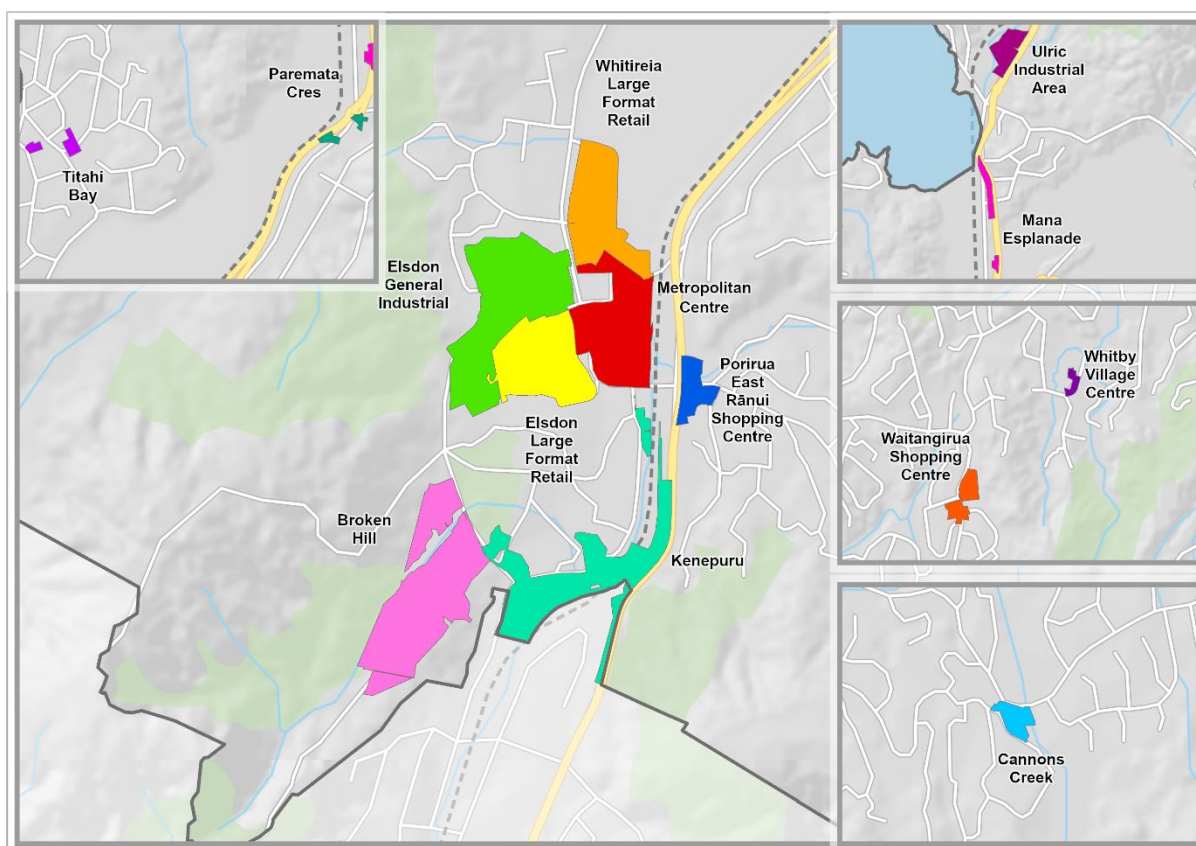 Paremata
Cres
Titahi
Bay
Whitireia
Large
Format
Retail
Elsdon
General
Industrial
Metropolitan
Centre
Porirua
East
Rānui
Shopping
Centre
Elsdon
Large
Format
Retail
Broken
Hill
Kenepuru
Ulric
Industrial
Area
Mana
Esplanade
Whitby
Village
Centre
Waitangirua
Shopping
Centre
Cannons
Creek